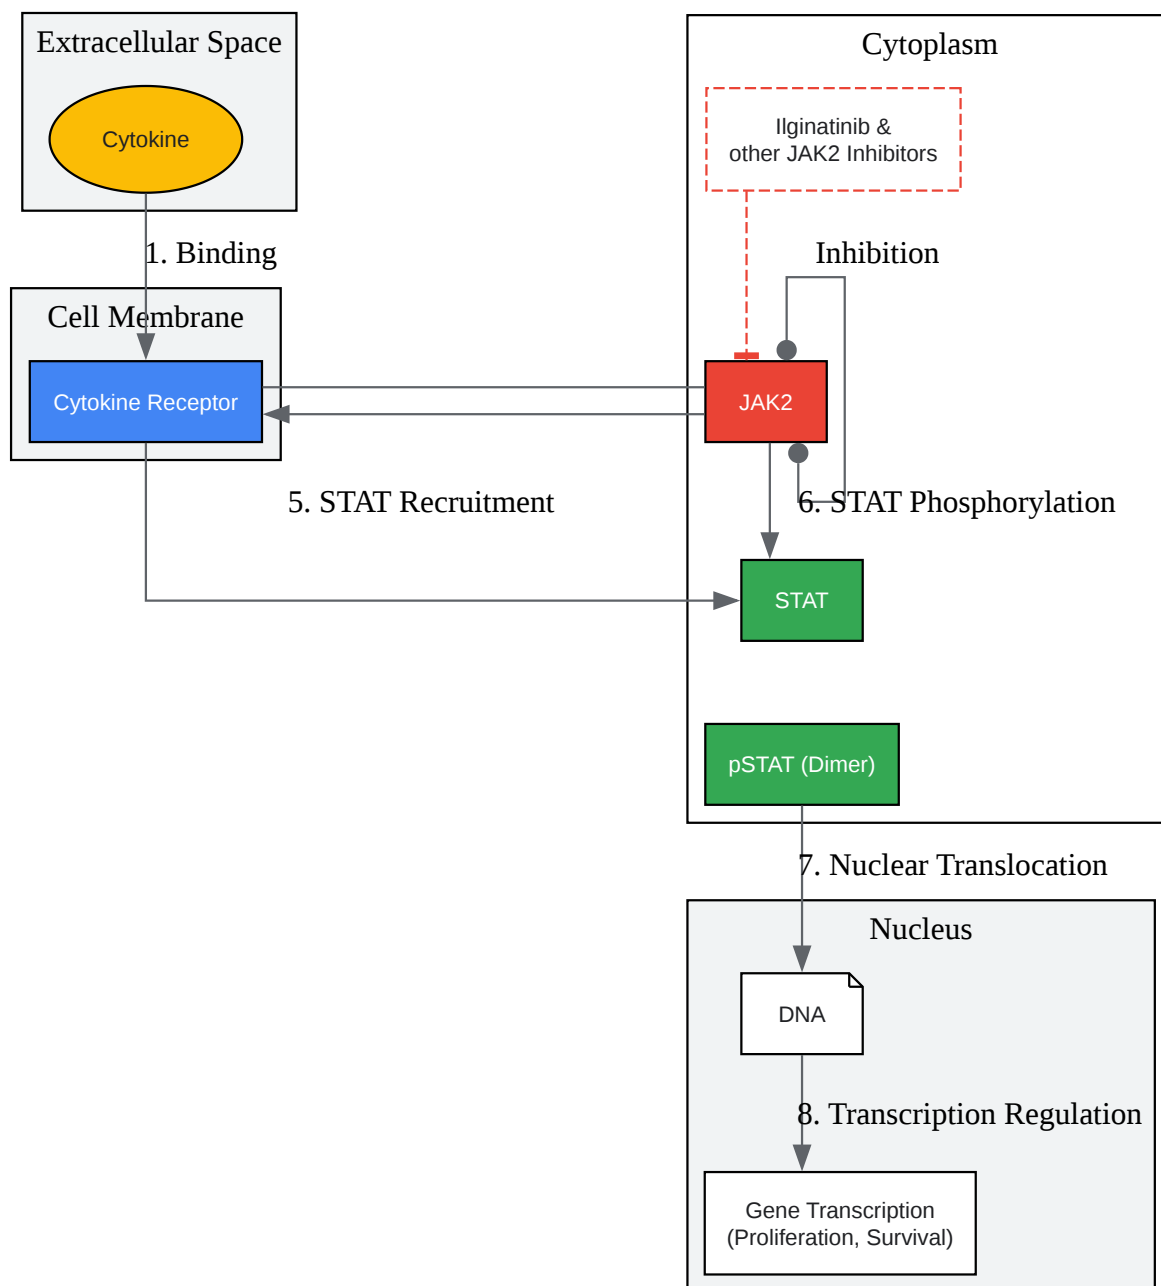 Extracellular Space
Cytokine
1. Binding
Cell Membrane
Cytokine Receptor
5. STAT Recruitment
Cytoplasm
Ilginatinib &
other JAK2 Inhibitors
Inhibition
JAK2
6. STAT Phosphorylation
STAT
pSTAT (Dimer)
7. Nuclear Translocation
Nucleus
DNA
8. Transcription Regulation
Gene Transcription
(Proliferation, Survival)